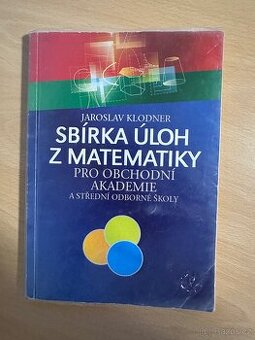 JAROSLAV KLODNER
SBÍRKA ÚLOH
Z MATEMATIKY
PRO OBCHODNÍ
AKADEMIE
A STŘEDNÍ ODBORNÉ ŠKOLY